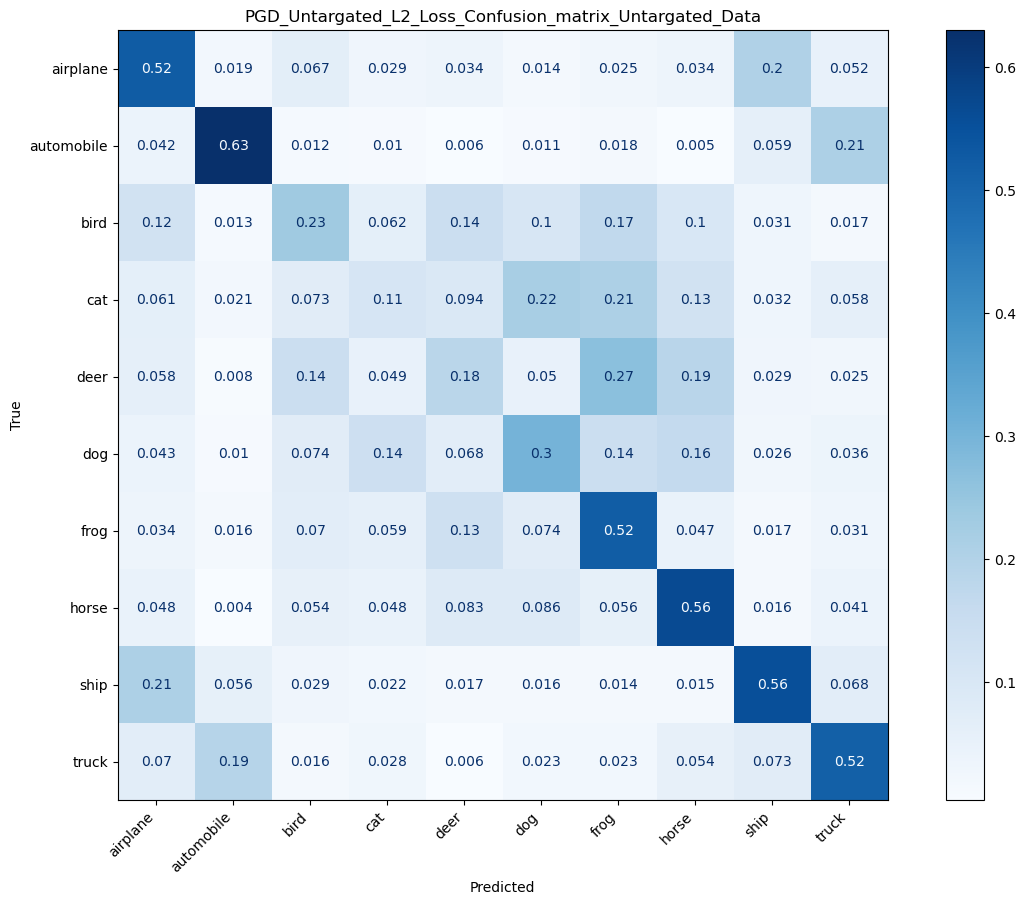 PGD_Untargated_L2_Loss_Confusion_matrix_Untargated_Data
airplane 0.52 0.019 0.067 0.029 0.034 0.014 0.025 0.034 0.2 0.052
automobile 0.042 0.63 0.012 0.01 0.006 0.011 0.018 0.005 0.059 0.21
bird 0.12 0.013 0.23 0.062 0.14 0.1 0.17 0.1 0.031 0.017
cat 0.061 0.021 0.073 0.11 0.094 0.22 0.21 0.13 0.032 0.058
deer 0.058 0.008 0.14 0.049 0.18 0.05 0.27 0.19 0.029 0.025
dog 0.043 0.01 0.074 0.14 0.068 0.3 0.14 0.16 0.026 0.036
frog 0.034 0.016 0.07 0.059 0.13 0.074 0.52 0.047 0.017 0.031
horse 0.048 0.004 0.054 0.048 0.083 0.086 0.056 0.56 0.016 0.041
ship 0.21 0.056 0.029 0.022 0.017 0.016 0.014 0.015 0.56 0.068
truck 0.07 0.19 0.016 0.028 0.006 0.023 0.023 0.054 0.073 0.52
True
airplane automobile bird cat deer dog frog horse ship truck
Predicted
0.6
0.5
0.4
0.3
0.2
0.1